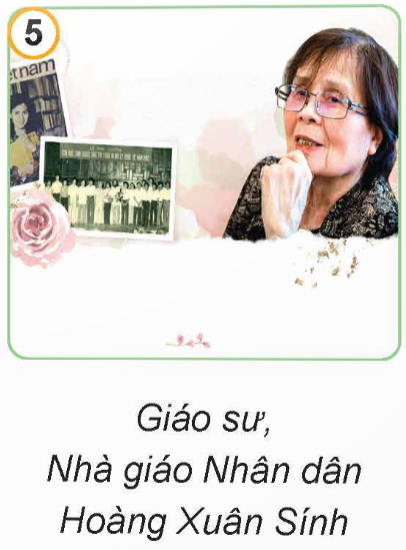 5
etnam
Giáo sư,
Nhà giáo Nhân dân
Hoàng Xuân Sính